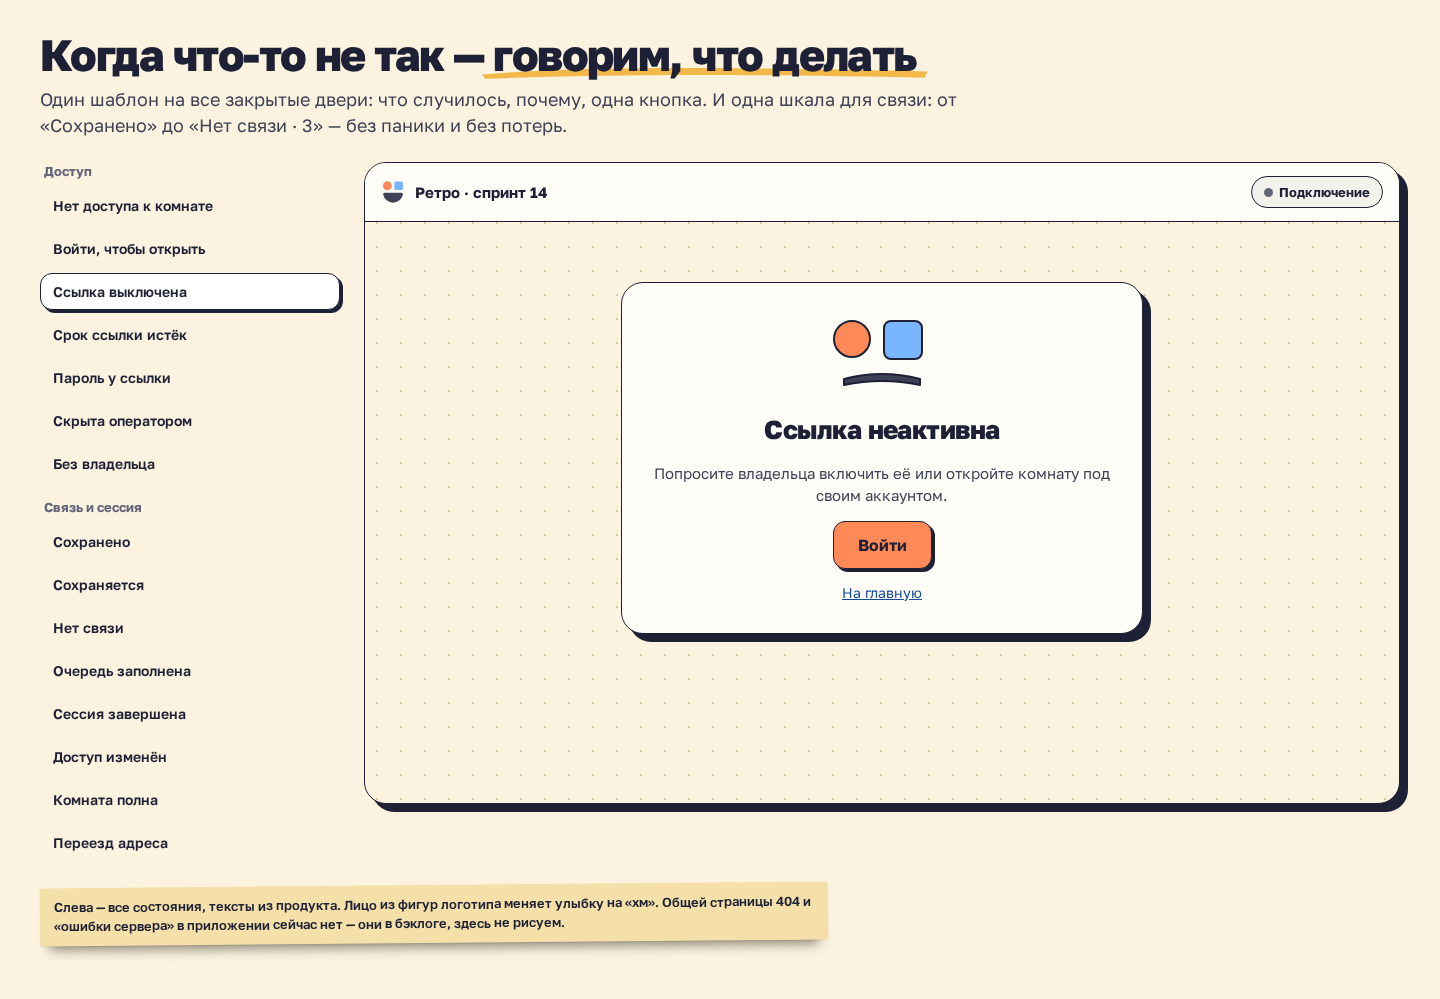 Когда что-то не так — говорим, что делать
Один шаблон на все закрытые двери: что случилось, почему, одна кнопка. И одна шкала для связи: от
«Сохранено» до «Нет связи · 3» — без паники и без потерь.
Доступ
Нет доступа к комнате
Войти, чтобы открыть
Ссылка выключена
Срок ссылки истёк
Пароль у ссылки
Скрыта оператором
Без владельца
Связь и сессия
Сохранено
Сохраняется
Нет связи
Очередь заполнена
Сессия завершена
Доступ изменён
Комната полна
Переезд адреса
Ретро · спринт 14
Подключение
Ссылка неактивна
Попросите владельца включить её или откройте комнату под
своим аккаунтом.
Войти
На главную
Слева — все состояния, тексты из продукта. Лицо из фигур логотипа меняет улыбку на «хм». Общей страницы 404 и
«ошибки сервера» в приложении сейчас нет — они в бэклоге, здесь не рисуем.